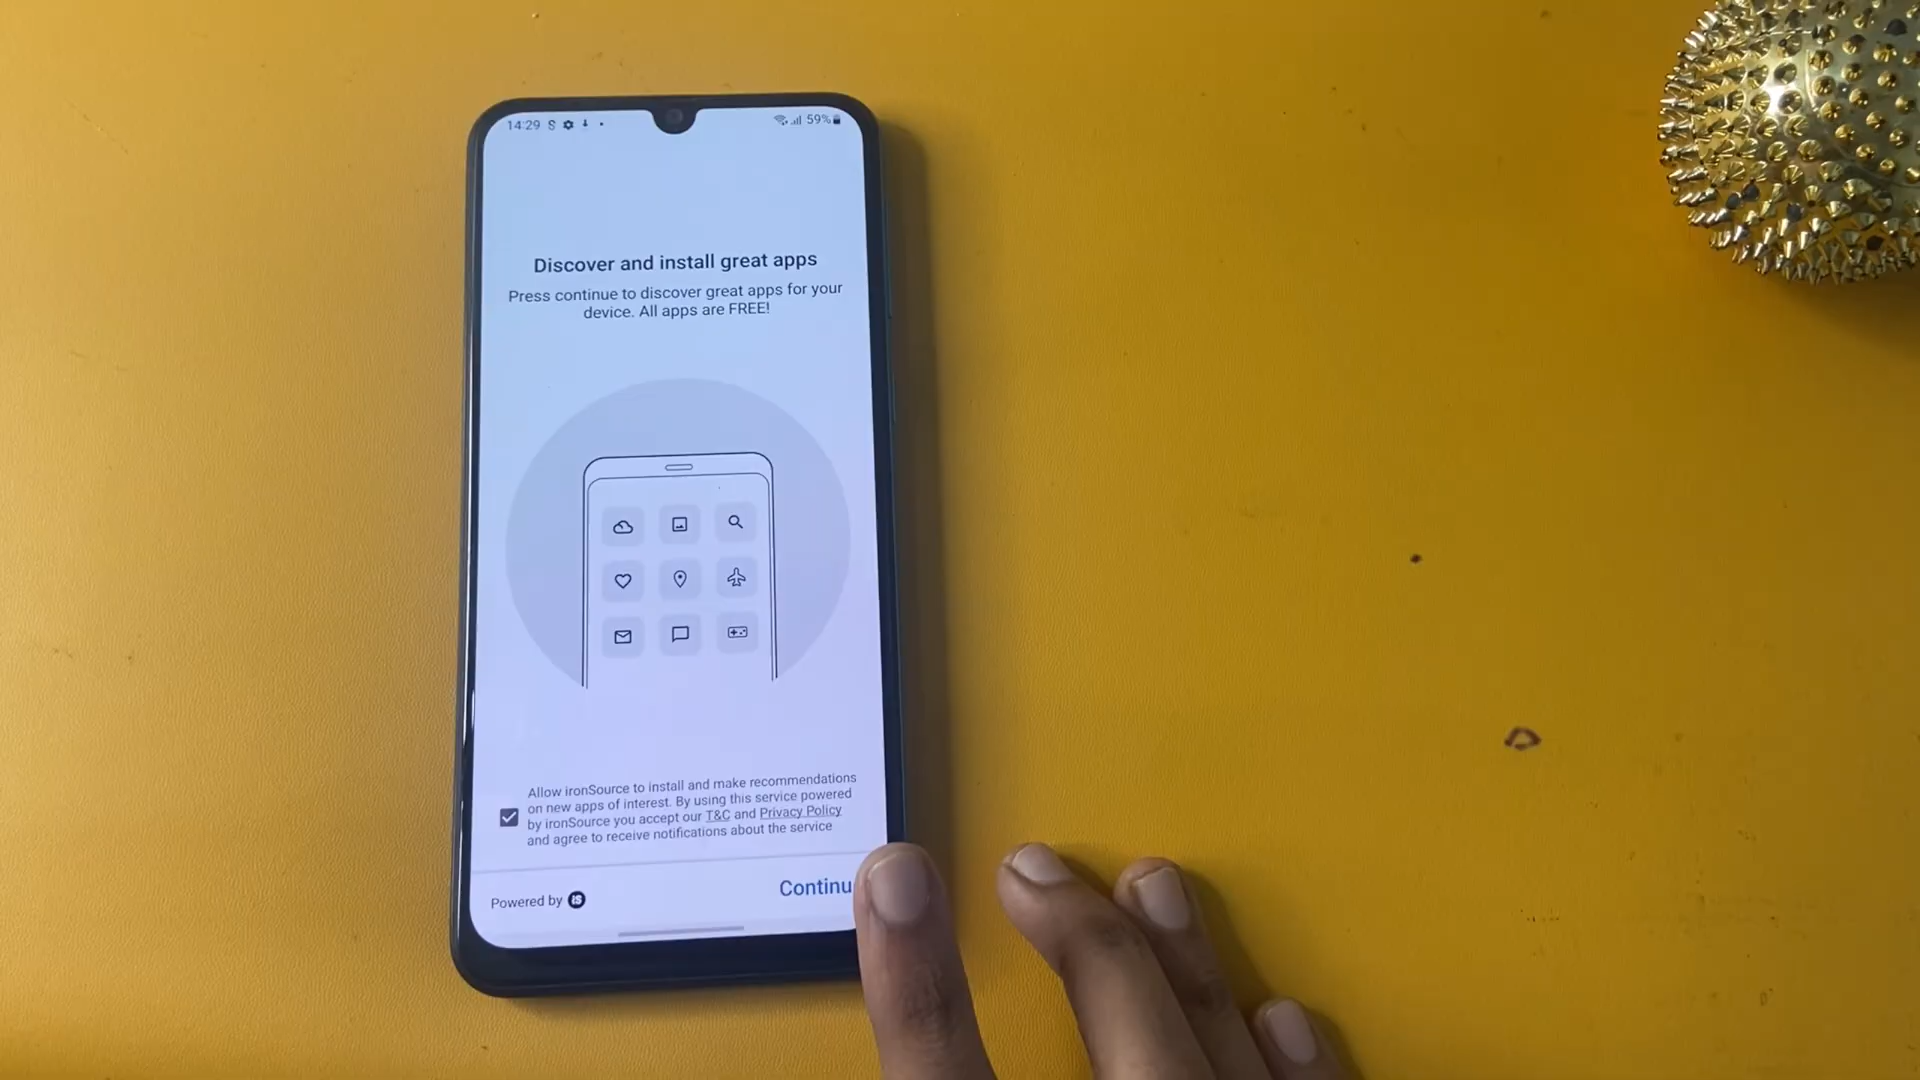 14:29
59%
Discover and install great apps
Press continue to discover great apps for your
device. All apps are FREE!
Allow ironSource to install and make recommendations
on new apps of interest. By using this service powered
by ironSource you accept our T&C and Privacy Policy
and agree to receive notifications about the service
Powered by iS
Continu